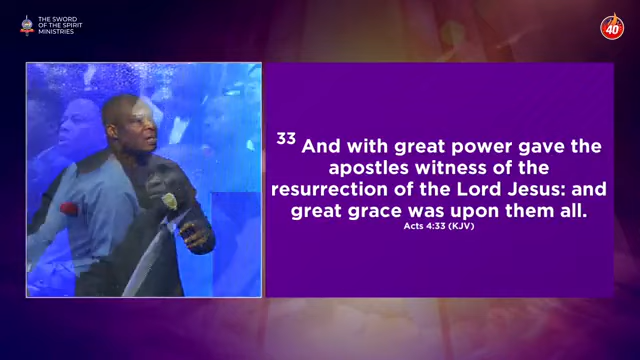 THE SWORD
OF THE SPIRIT
MINISTRIES
40
33 And with great power gave the
apostles witness of the
resurrection of the Lord Jesus: and
great grace was upon them all.
Acts 4:33 (KJV)